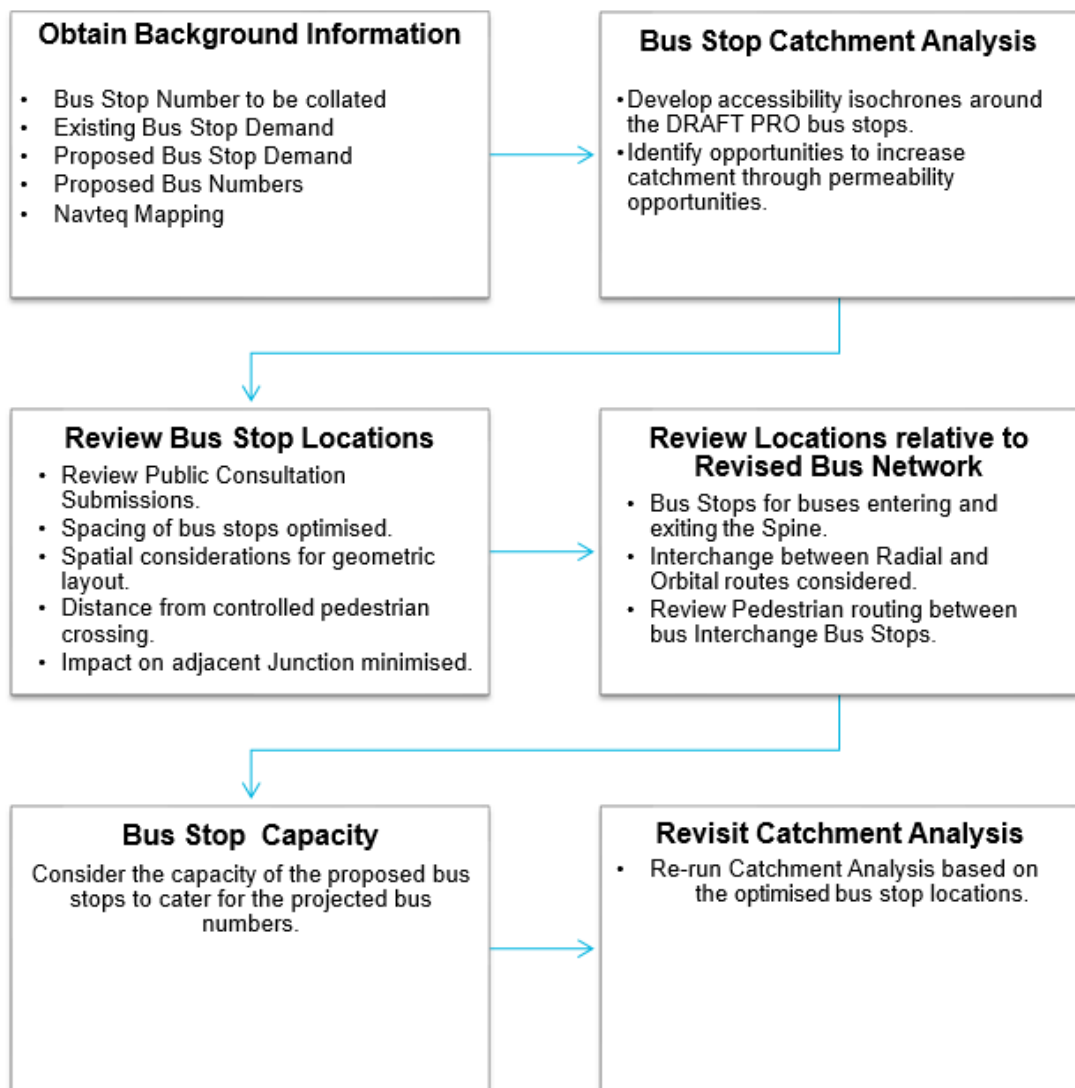 Obtain Background Information
• Bus Stop Number to be collated
• Existing Bus Stop Demand
• Proposed Bus Stop Demand
• Proposed Bus Numbers
• Navteq Mapping
Bus Stop Catchment Analysis
•Develop accessibility isochrones around
the DRAFT PRO bus stops.
•Identify opportunities to increase
catchment through permeability
opportunities.
Review Bus Stop Locations
• Review Public Consultation
Submissions.
• Spacing of bus stops optimised.
• Spatial considerations for geometric
layout.
• Distance from controlled pedestrian
crossing.
• Impact on adjacent Junction minimised.
Review Locations relative to
Revised Bus Network
• Bus Stops for buses entering and
exiting the Spine.
• Interchange between Radial and
Orbital routes considered.
• Review Pedestrian routing between
bus Interchange Bus Stops.
Bus Stop Capacity
Consider the capacity of the proposed bus
stops to cater for the projected bus
numbers.
Revisit Catchment Analysis
• Re-run Catchment Analysis based on
the optimised bus stop locations.